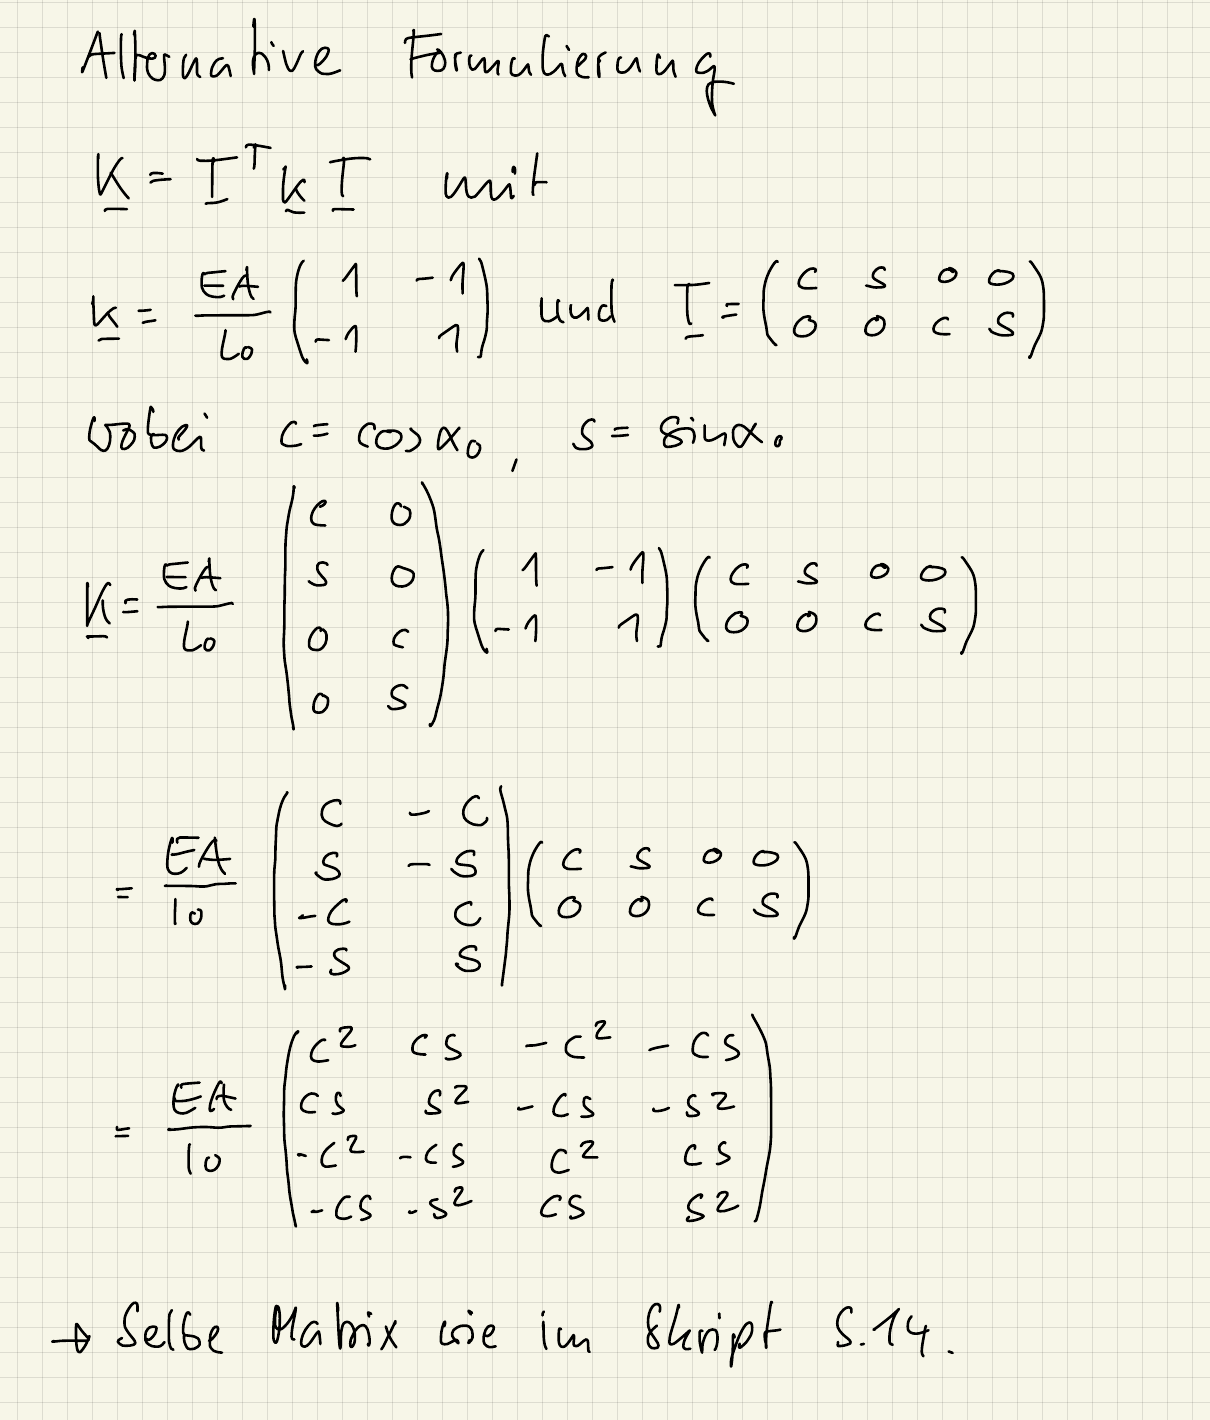 Alternative Formulierung
K = T^T k T mit
k = EA/L₀ ( 1 -1 ; -1 1 ) und T = ( c s 0 0 ; 0 0 c s )
wobei c = cos α₀ , s = sin α₀
K = EA/L₀ ( c 0 ; s 0 ; 0 c ; 0 s ) ( 1 -1 ; -1 1 ) ( c s 0 0 ; 0 0 c s )
= EA/l₀ ( c -c ; s -s ; -c c ; -s s ) ( c s 0 0 ; 0 0 c s )
= EA/l₀ ( c² cs -c² -cs ; cs s² -cs -s² ; -c² -cs c² cs ; -cs -s² cs s² )
→ Selbe Matrix wie im Skript S.14.